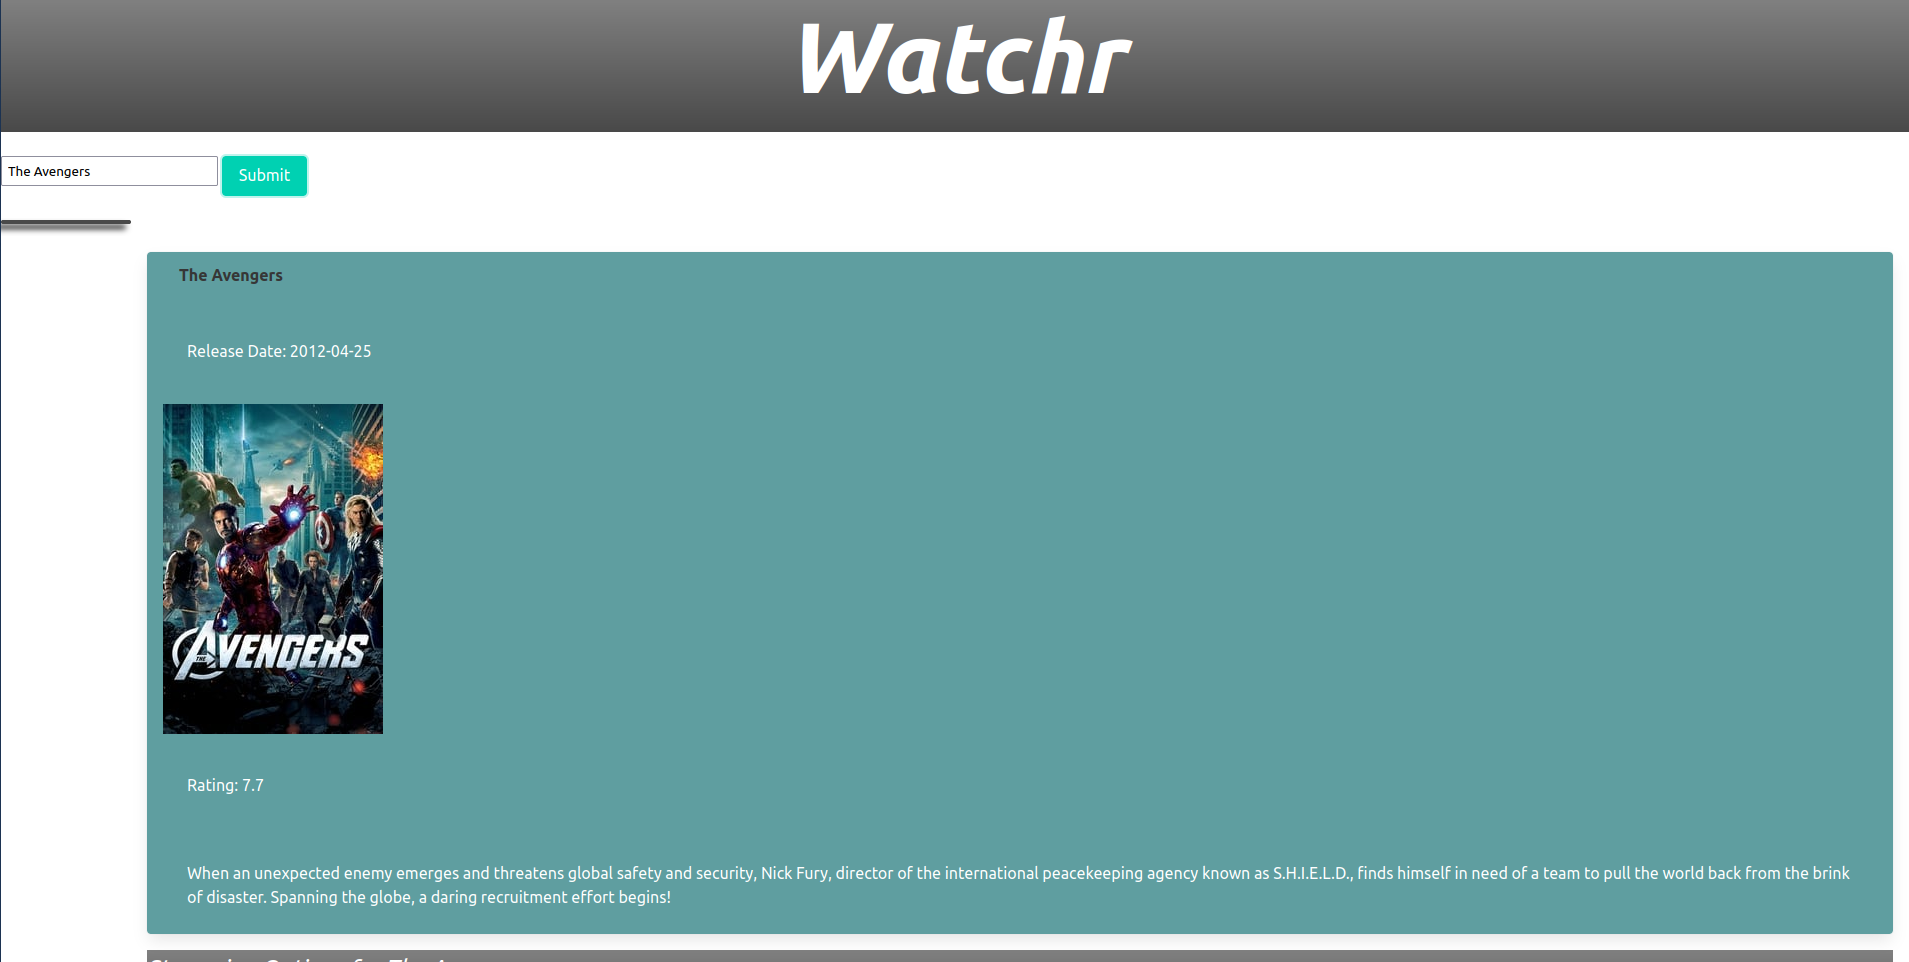 Watchr
The Avengers
Submit
The Avengers
Release Date: 2012-04-25
THE AVENGERS
Rating: 7.7
When an unexpected enemy emerges and threatens global safety and security, Nick Fury, director of the international peacekeeping agency known as S.H.I.E.L.D., finds himself in need of a team to pull the world back from the brink
of disaster. Spanning the globe, a daring recruitment effort begins!